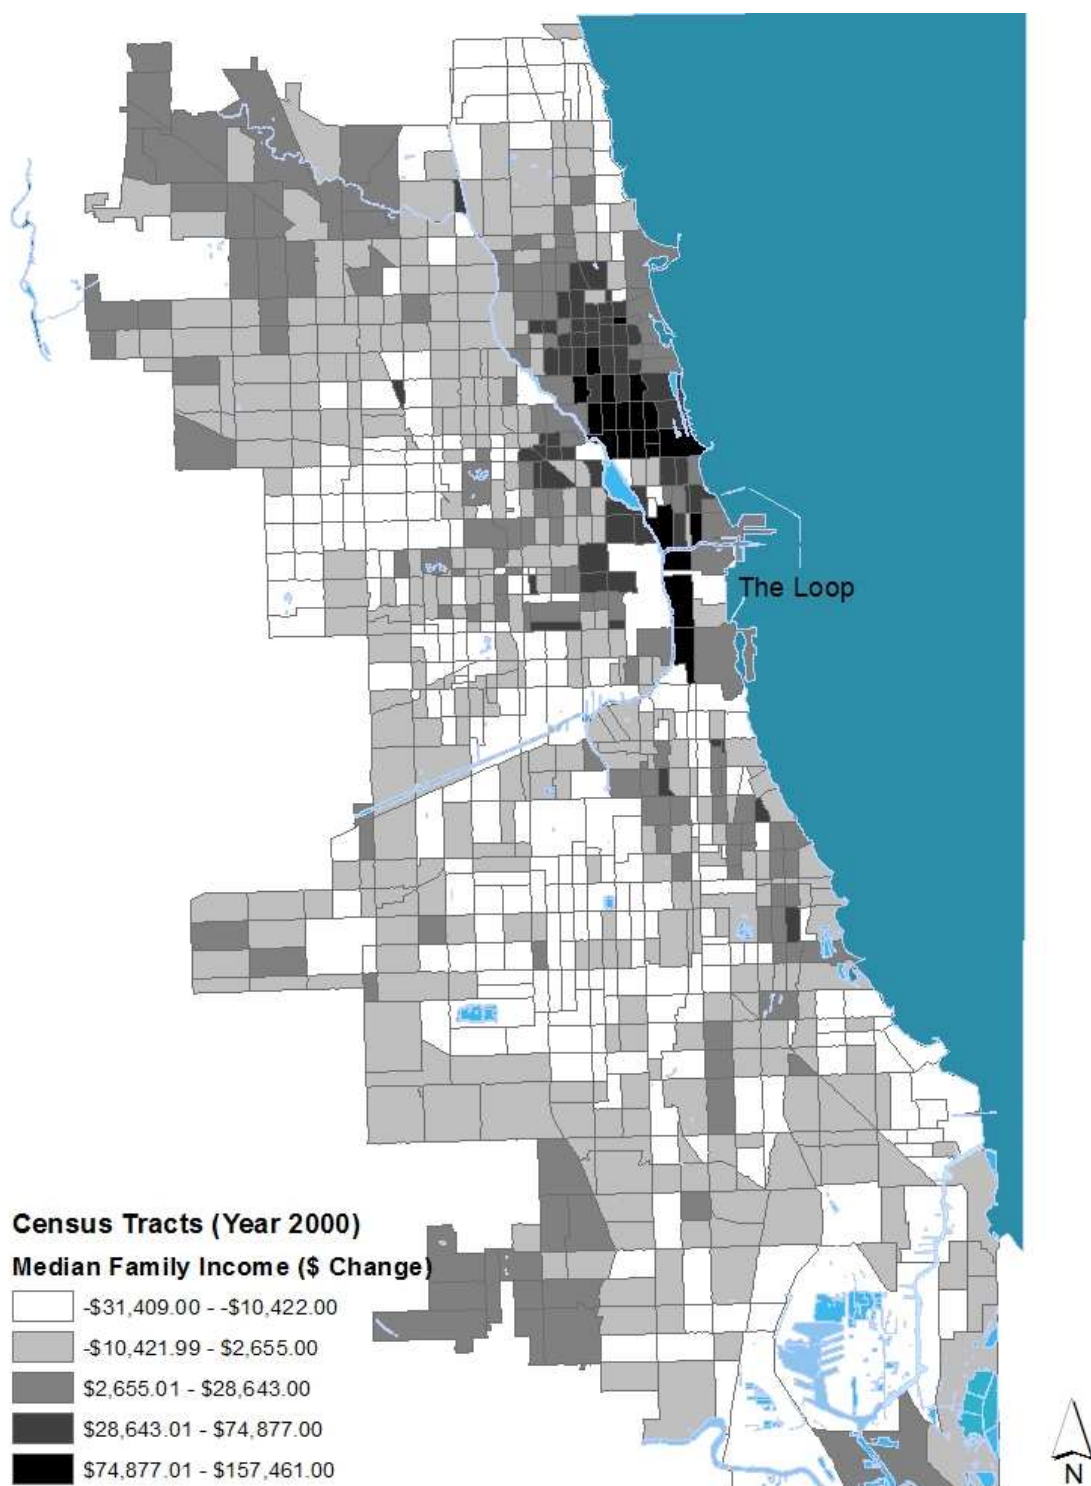 The Loop
Census Tracts (Year 2000)
Median Family Income ($ Change)
-$31,409.00 - -$10,422.00
-$10,421.99 - $2,655.00
$2,655.01 - $28,643.00
$28,643.01 - $74,877.00
$74,877.01 - $157,461.00
N